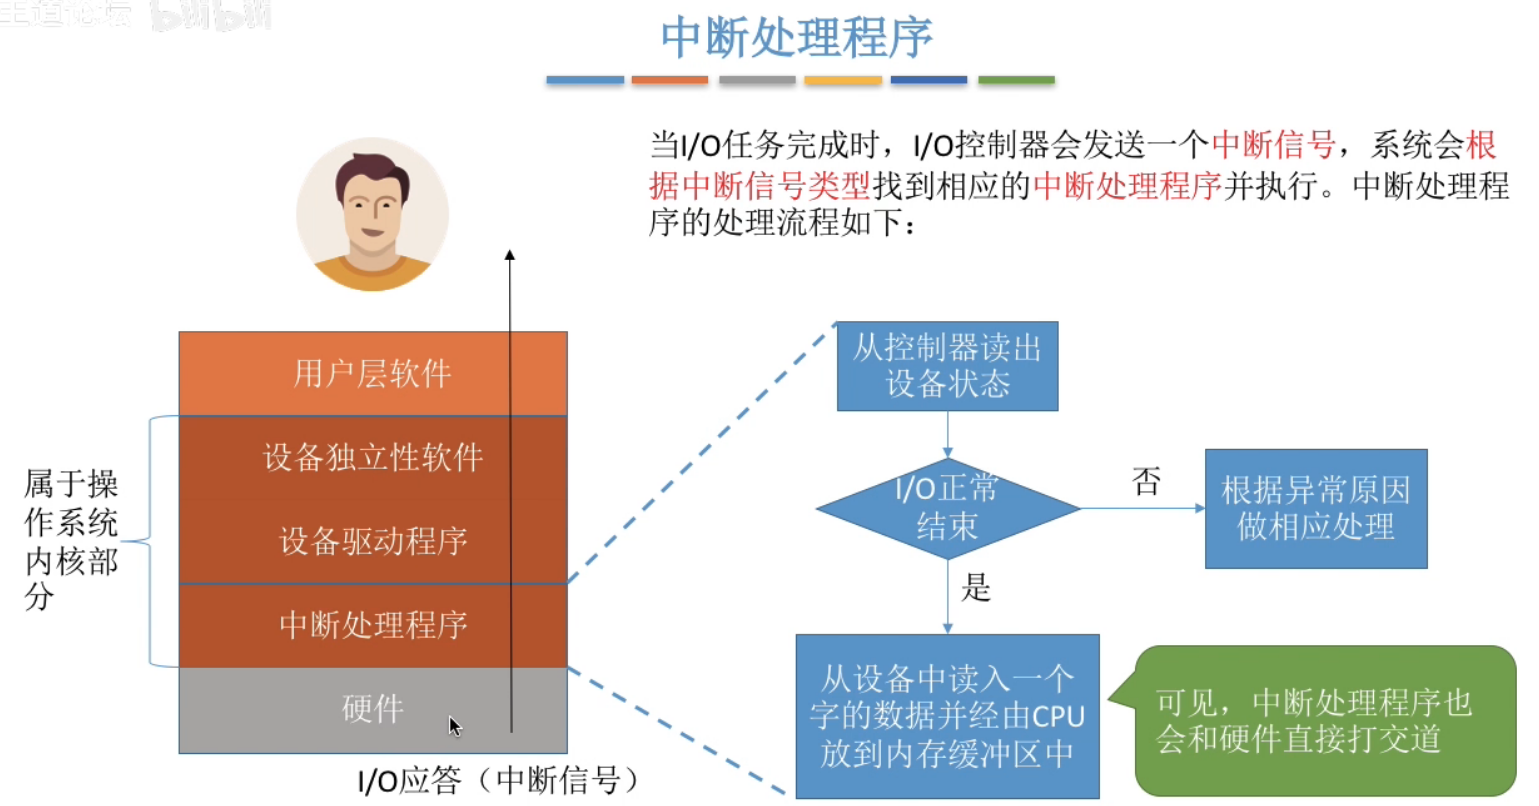 王道论坛 bilibili
中断处理程序
当I/O任务完成时，I/O控制器会发送一个中断信号，系统会根
据中断信号类型找到相应的中断处理程序并执行。中断处理程
序的处理流程如下：
用户层软件
设备独立性软件
设备驱动程序
中断处理程序
硬件
属于操
作系统
内核部
分
I/O应答（中断信号）
从控制器读出
设备状态
I/O正常
结束
否
根据异常原因
做相应处理
是
从设备中读入一个
字的数据并经由CPU
放到内存缓冲区中
可见，中断处理程序也
会和硬件直接打交道